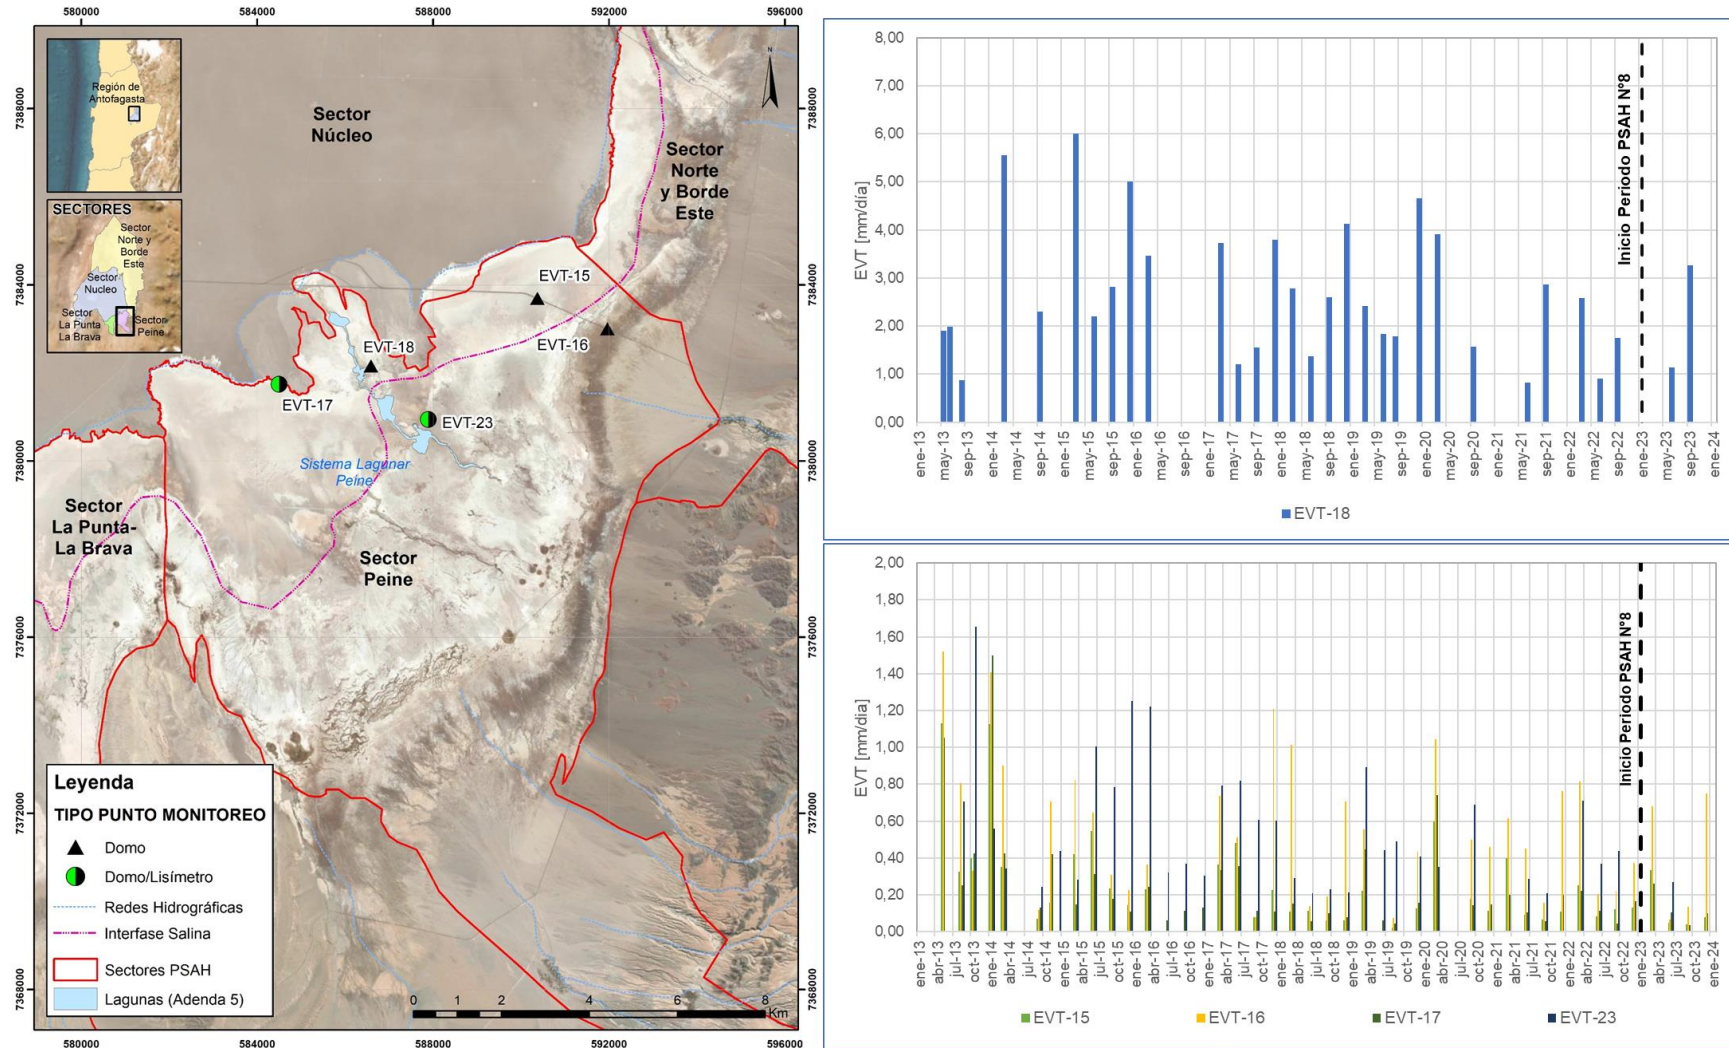 580000
584000
588000
592000
596000
7388000
7384000
7380000
7376000
7372000
7368000
7388000
7384000
7380000
7376000
7372000
7368000
Región de
Antofagasta
SECTORES
Sector
Norte y
Borde
Este
Sector
Nucleo
Sector
La Punta
La Brava
Sector
Peine
N
Sector
Núcleo
Sector
Norte
y Borde
Este
EVT-15
EVT-16
EVT-18
EVT-17
EVT-23
Sistema Lagunar
Peine
Sector
La Punta-
La Brava
Sector
Peine
Leyenda
TIPO PUNTO MONITOREO
Domo
Domo/Lisímetro
Redes Hidrográficas
Interfase Salina
Sectores PSAH
Lagunas (Adenda 5)
0 1 2 4 6 8
Km
580000
584000
588000
592000
596000
8,00
7,00
6,00
5,00
4,00
3,00
2,00
1,00
0,00
EVT [mm/día]
Inicio Periodo PSAH N°8
ene-13
may-13
sep-13
ene-14
may-14
sep-14
ene-15
may-15
sep-15
ene-16
may-16
sep-16
ene-17
may-17
sep-17
ene-18
may-18
sep-18
ene-19
may-19
sep-19
ene-20
may-20
sep-20
ene-21
may-21
sep-21
ene-22
may-22
sep-22
ene-23
may-23
sep-23
ene-24
EVT-18
2,00
1,80
1,60
1,40
1,20
1,00
0,80
0,60
0,40
0,20
0,00
EVT [mm/dia]
Inicio Periodo PSAH N°8
ene-13
abr-13
jul-13
oct-13
ene-14
abr-14
jul-14
oct-14
ene-15
abr-15
jul-15
oct-15
ene-16
abr-16
jul-16
oct-16
ene-17
abr-17
jul-17
oct-17
ene-18
abr-18
jul-18
oct-18
ene-19
abr-19
jul-19
oct-19
ene-20
abr-20
jul-20
oct-20
ene-21
abr-21
jul-21
oct-21
ene-22
abr-22
jul-22
oct-22
ene-23
abr-23
jul-23
oct-23
ene-24
EVT-15
EVT-16
EVT-17
EVT-23